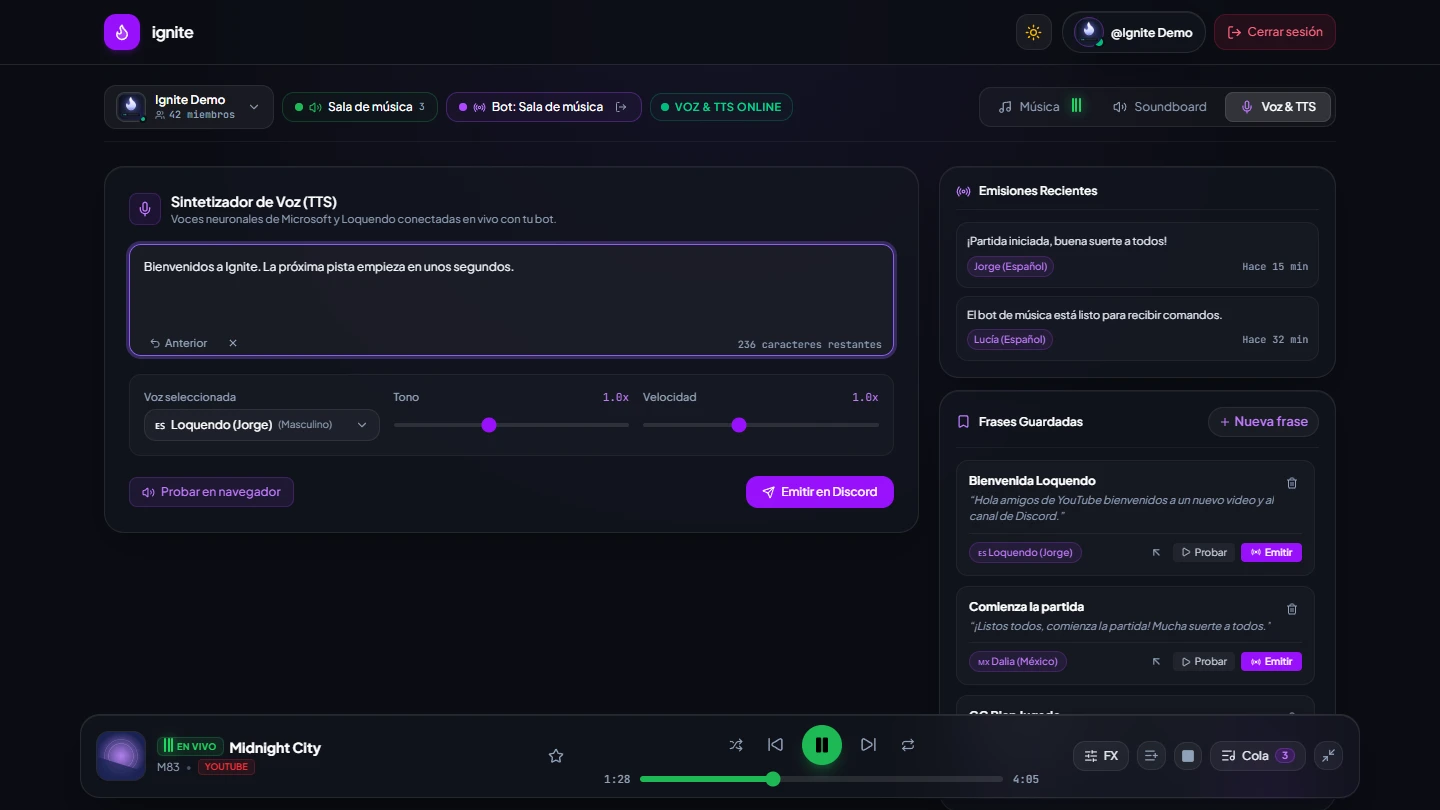 ignite
@Ignite Demo
Cerrar sesión
Ignite Demo
42 miembros
Sala de música 3
Bot: Sala de música
VOZ & TTS ONLINE
Música
Soundboard
Voz & TTS
Sintetizador de Voz (TTS)
Voces neuronales de Microsoft y Loquendo conectadas en vivo con tu bot.
Bienvenidos a Ignite. La próxima pista empieza en unos segundos.
Anterior
236 caracteres restantes
Voz seleccionada
ES Loquendo (Jorge) (Masculino)
Tono 1.0x
Velocidad 1.0x
Probar en navegador
Emitir en Discord
Emisiones Recientes
¡Partida iniciada, buena suerte a todos!
Jorge (Español) Hace 15 min
El bot de música está listo para recibir comandos.
Lucía (Español) Hace 32 min
Frases Guardadas
+ Nueva frase
Bienvenida Loquendo
“Hola amigos de YouTube bienvenidos a un nuevo video y al
canal de Discord.”
ES Loquendo (Jorge) Probar Emitir
Comienza la partida
“¡Listos todos, comienza la partida! Mucha suerte a todos.”
MX Dalia (México) Probar Emitir
EN VIVO Midnight City
M83 • YOUTUBE
1:28
4:05
FX
Cola 3